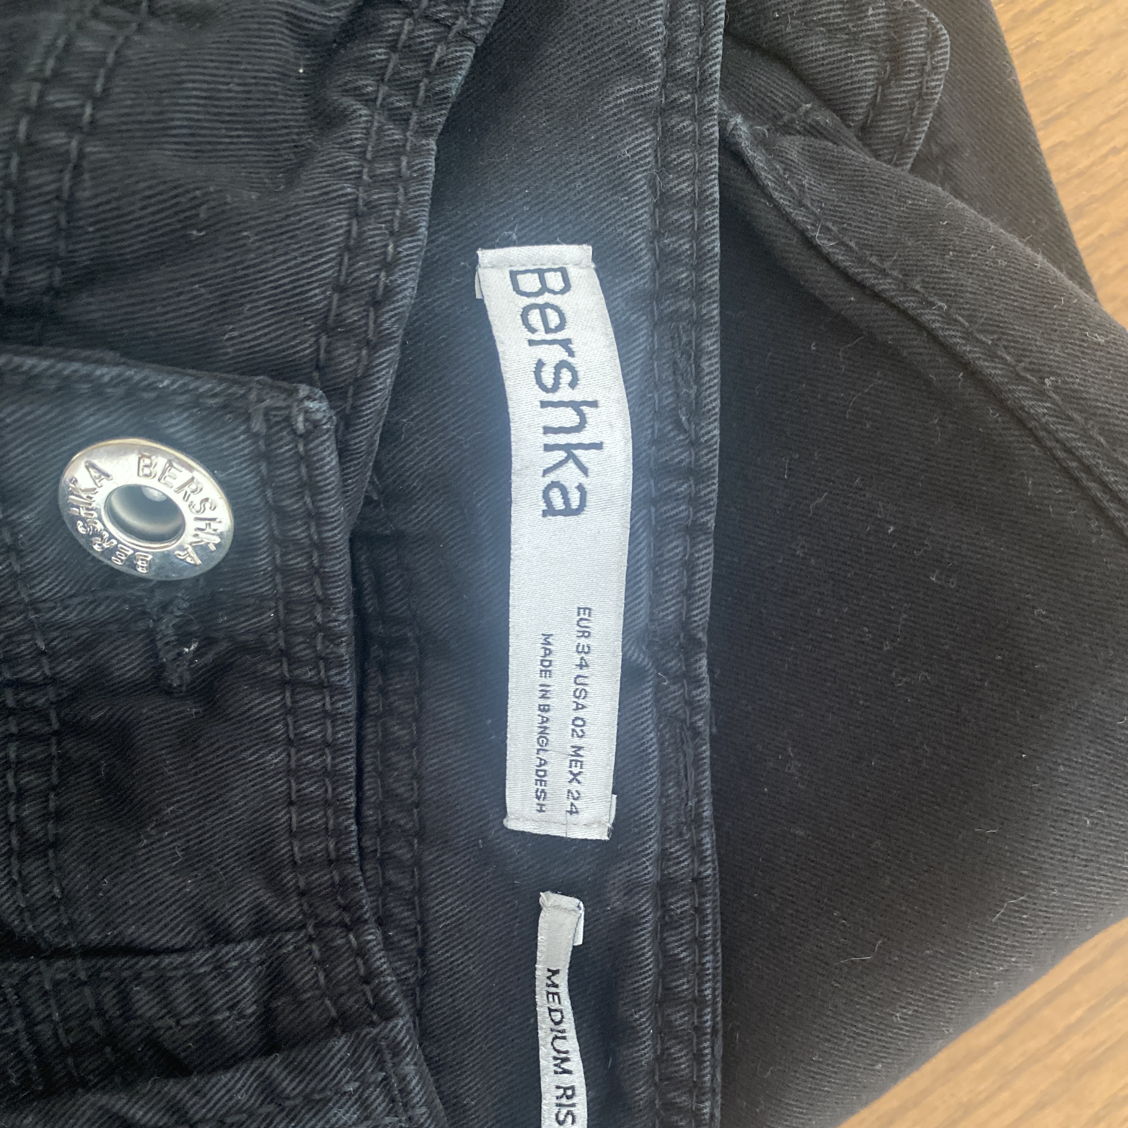 Bershka
EUR 34 USA 02 MEX 24
MADE IN BANGLADESH
MEDIUM RIS
BERSHKA BERSHKA